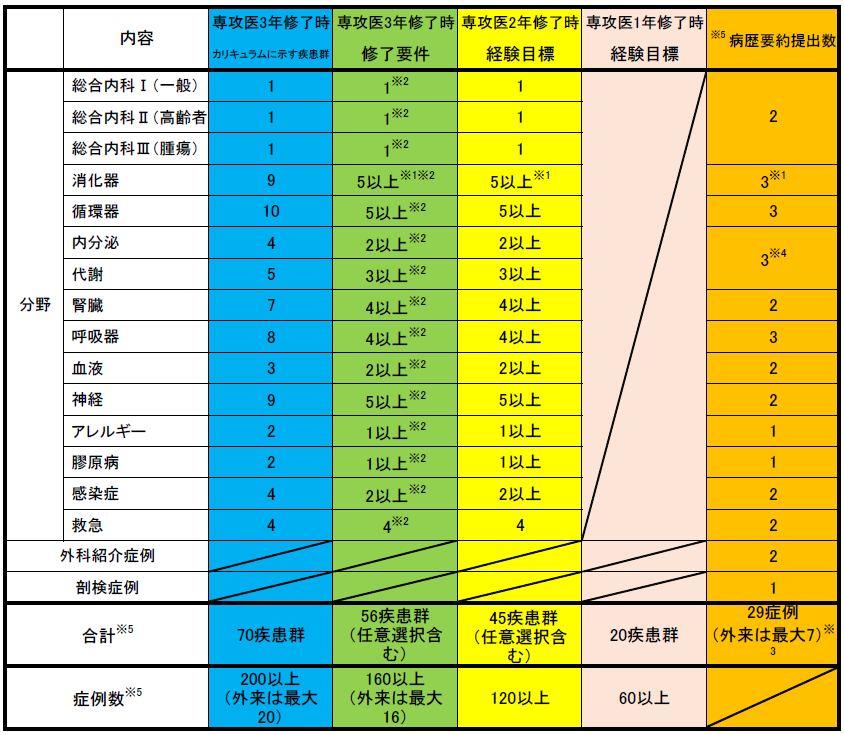 内容
専攻医3年修了時
カリキュラムに示す疾患群
専攻医3年修了時
修了要件
専攻医2年修了時
経験目標
専攻医1年修了時
経験目標
※5 病歴要約提出数
分野
総合内科Ⅰ(一般)
1
1※2
1
2
総合内科Ⅱ(高齢者
1
1※2
1
総合内科Ⅲ(腫瘍)
1
1※2
1
消化器
9
5以上※1※2
5以上※1
3※1
循環器
10
5以上※2
5以上
3
内分泌
4
2以上※2
2以上
3※4
代謝
5
3以上※2
3以上
腎臓
7
4以上※2
4以上
2
呼吸器
8
4以上※2
4以上
3
血液
3
2以上※2
2以上
2
神経
9
5以上※2
5以上
2
アレルギー
2
1以上※2
1以上
1
膠原病
2
1以上※2
1以上
1
感染症
4
2以上※2
2以上
2
救急
4
4※2
4
2
外科紹介症例
2
剖検症例
1
合計※5
70疾患群
56疾患群
(任意選択含
む)
45疾患群
(任意選択含
む)
20疾患群
29症例
(外来は最大7)※
3
症例数※5
200以上
(外来は最大
20)
160以上
(外来は最大
16)
120以上
60以上